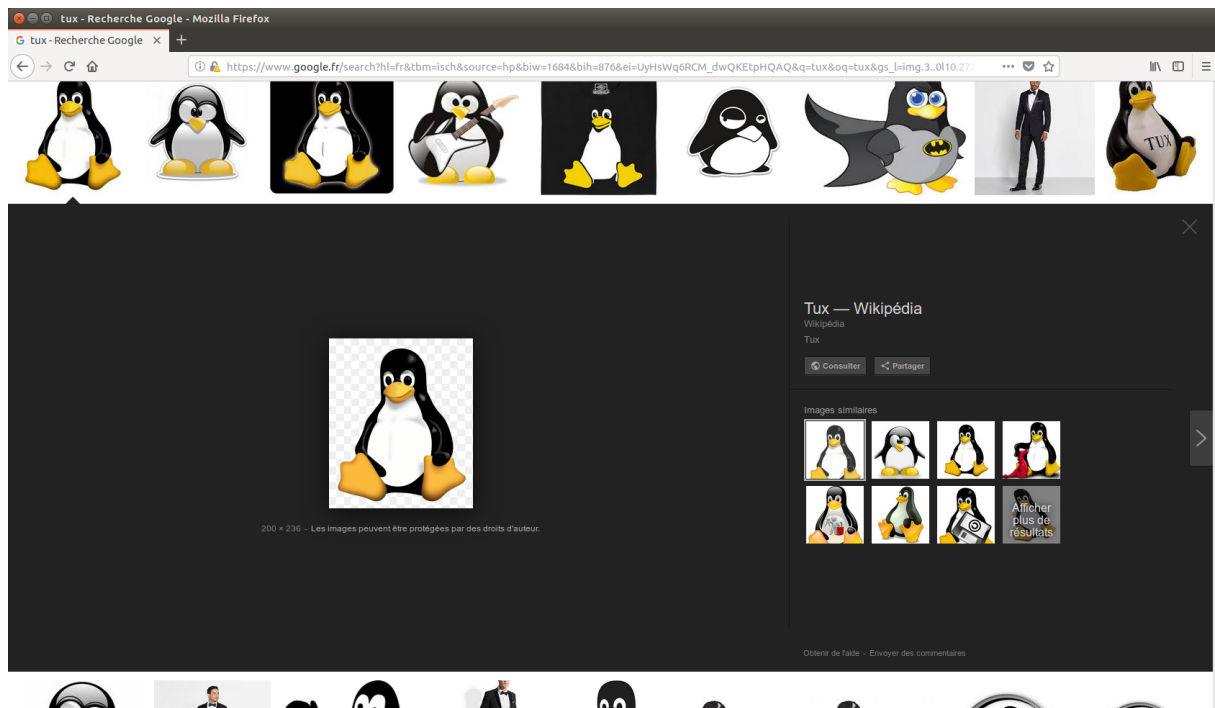 tux - Recherche Google - Mozilla Firefox
tux - Recherche Google
https://www.google.fr/search?hl=fr&tbm=isch&source=hp&biw=1684&bih=876&ei=UyHsWq6RCM_dwQKEtpHQAQ&q=tux&oq=tux&gs_l=img.3..0l10.27
TUX
Tux — Wikipédia
Wikipédia
Tux
Consulter
Partager
Images similaires
Afficher
plus de
résultats
200 × 236 - Les images peuvent être protégées par des droits d'auteur.
Obtenir de l'aide - Envoyer des commentaires